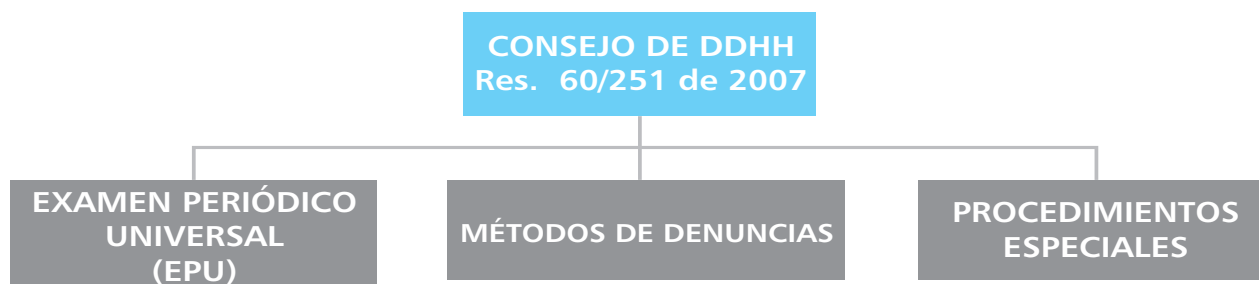 CONSEJO DE DDHH
Res. 60/251 de 2007
EXAMEN PERIÓDICO
UNIVERSAL
(EPU)
MÉTODOS DE DENUNCIAS
PROCEDIMIENTOS
ESPECIALES